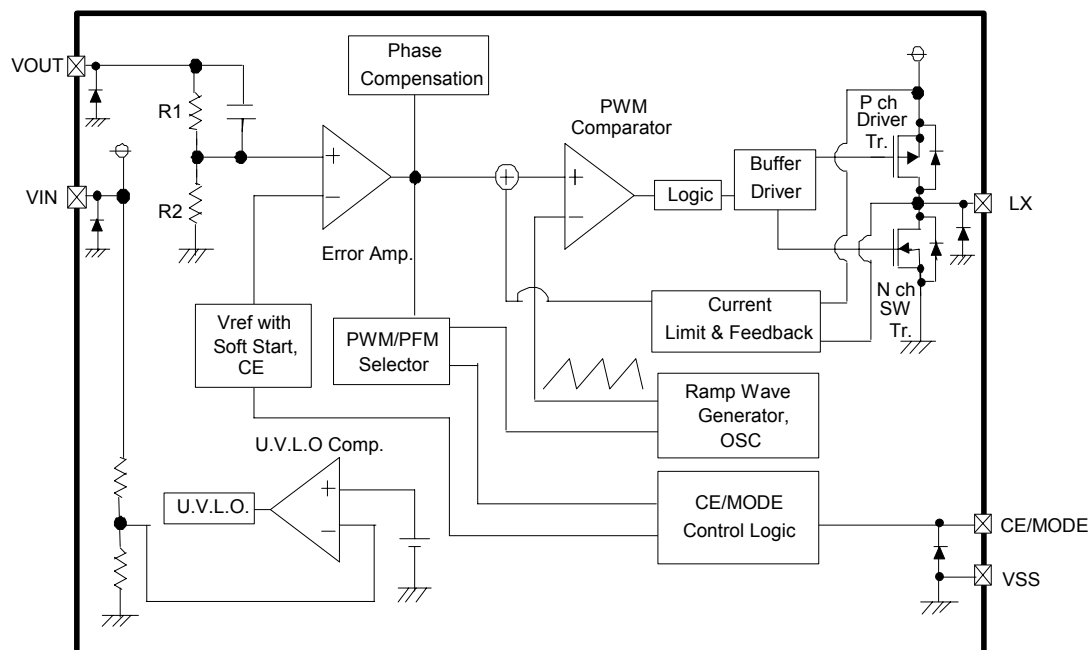 Phase
Compensation
VOUT
R1
PWM
Comparator
P ch
Driver
Tr.
+
+
+
Buffer
Driver
Logic
VIN
R2
−
−
LX
Error Amp.
N ch
SW
Tr.
Current
Limit & Feedback
Vref with
Soft Start,
CE
PWM/PFM
Selector
Ramp Wave
Generator,
OSC
U.V.L.O Comp.
+
U.V.L.O.
−
CE/MODE
Control Logic
CE/MODE
VSS